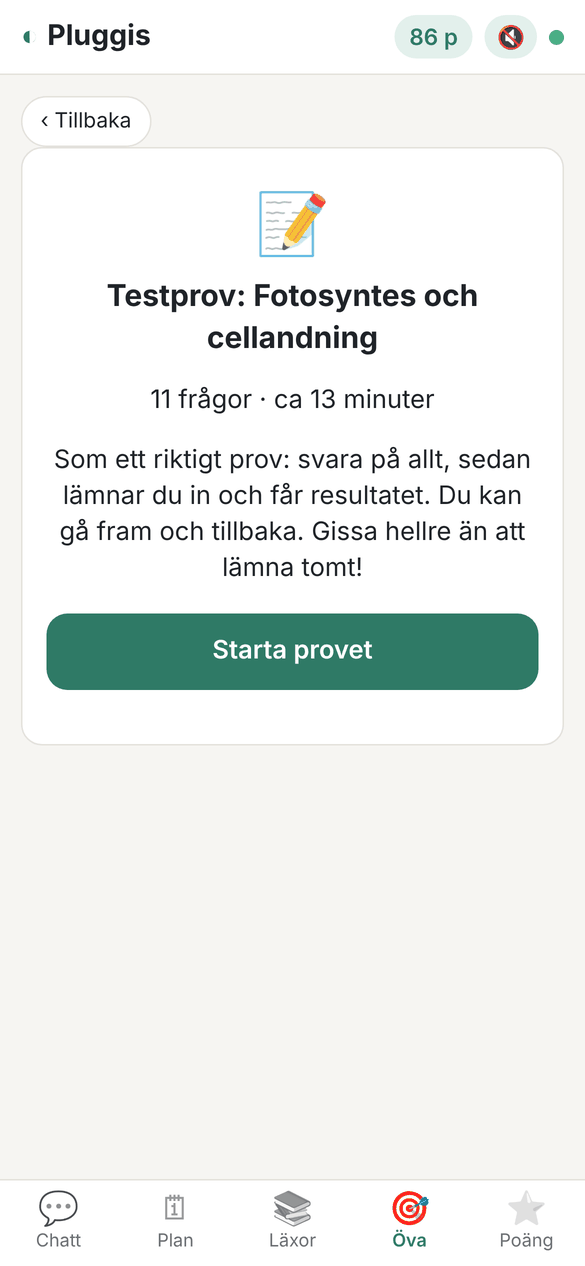 Pluggis
86 p
‹ Tillbaka
Testprov: Fotosyntes och
cellandning
11 frågor · ca 13 minuter
Som ett riktigt prov: svara på allt, sedan
lämnar du in och får resultatet. Du kan
gå fram och tillbaka. Gissa hellre än att
lämna tomt!
Starta provet
1
Chatt
Plan
Läxor
Öva
Poäng